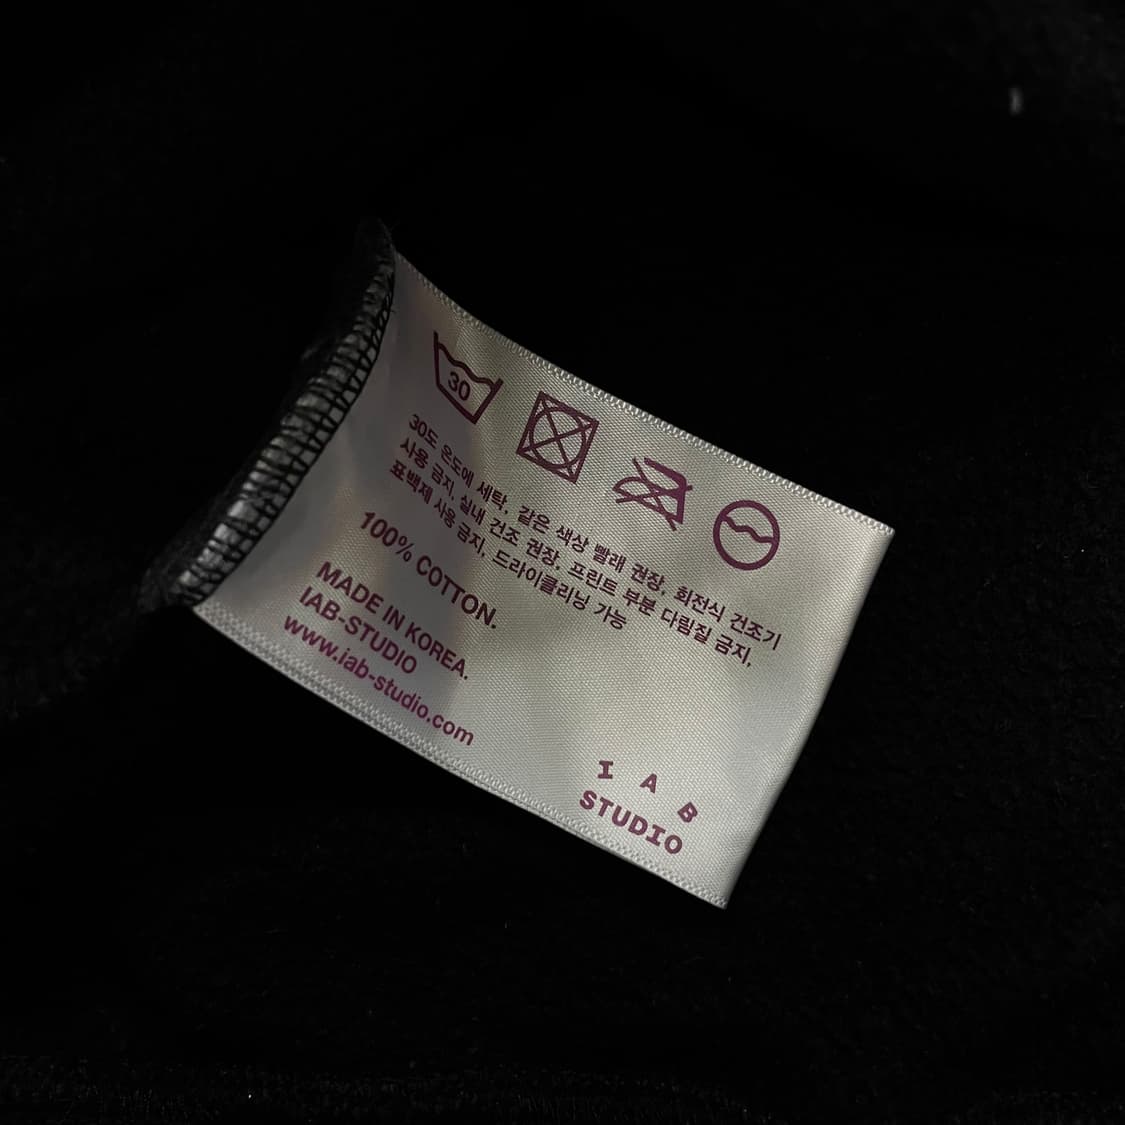 30
30도 온도에 세탁, 같은 색상 빨래 권장, 회전식 건조기
사용 금지, 실내 건조 권장, 프린트 부분 다림질 금지,
표백제 사용 금지, 드라이클리닝 가능
100% COTTON.
MADE IN KOREA.
IAB-STUDIO
www.iab-studio.com
I A B
STUDIO